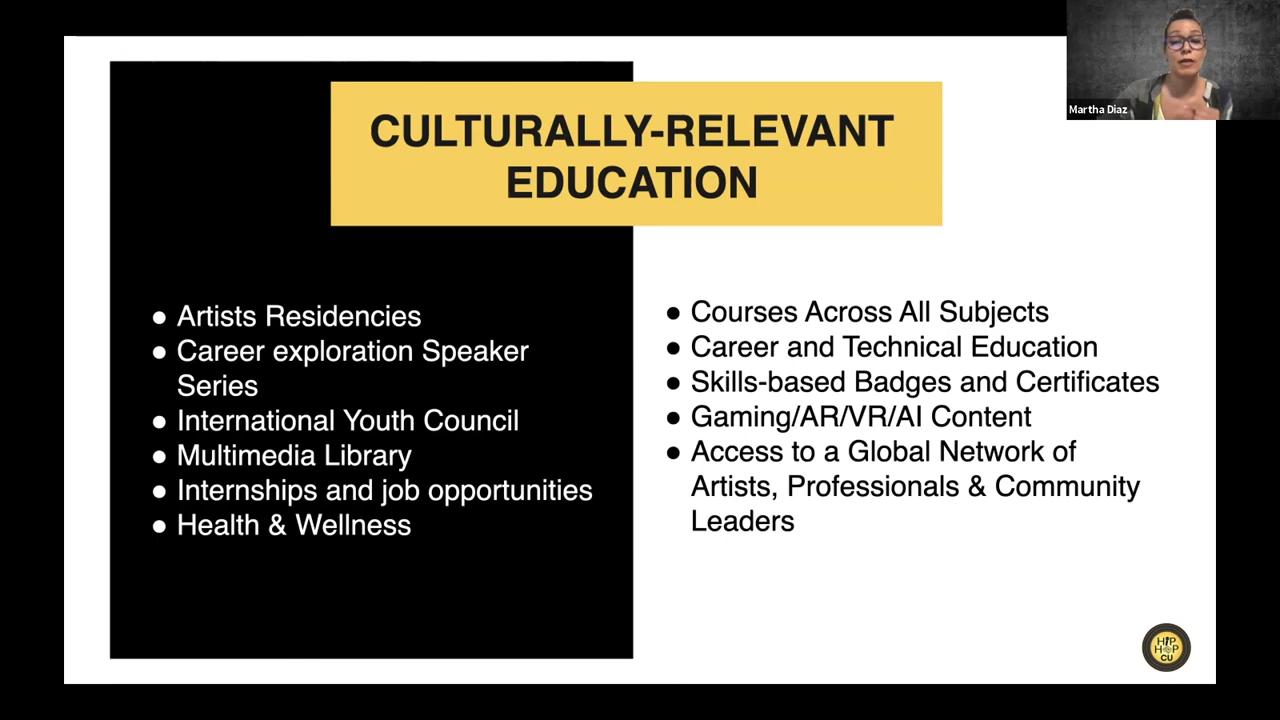 Martha Diaz
CULTURALLY-RELEVANT
EDUCATION
● Artists Residencies
● Career exploration Speaker
Series
● International Youth Council
● Multimedia Library
● Internships and job opportunities
● Health & Wellness
● Courses Across All Subjects
● Career and Technical Education
● Skills-based Badges and Certificates
● Gaming/AR/VR/AI Content
● Access to a Global Network of
Artists, Professionals & Community
Leaders
HIP
HOP
CU